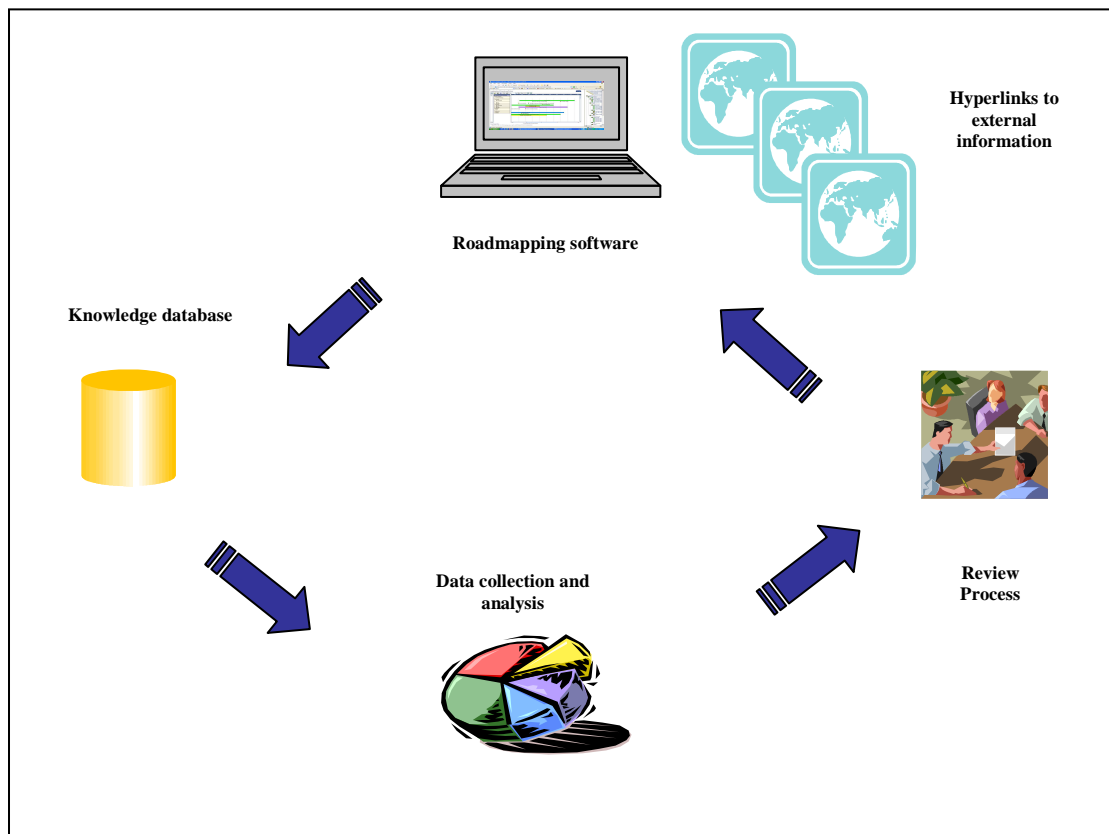 Hyperlinks to
external
information
Roadmapping software
Knowledge database
Data collection and
analysis
Review
Process